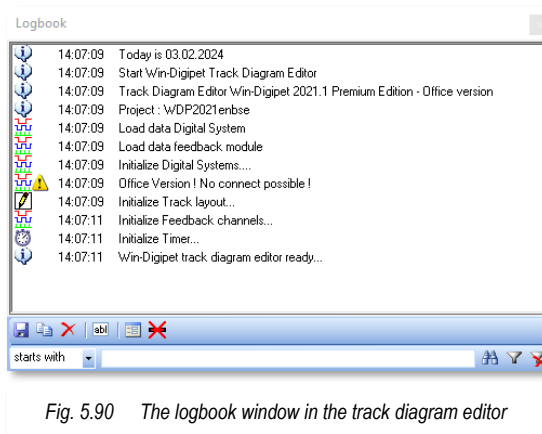 Logbook
14:07:09 Today is 03.02.2024
14:07:09 Start Win-Digipet Track Diagram Editor
14:07:09 Track Diagram Editor Win-Digipet 2021.1 Premium Edition - Office version
14:07:09 Project : WDP2021enbse
14:07:09 Load data Digital System
14:07:09 Load data feedback module
14:07:09 Initialize Digital Systems....
14:07:09 Office Version ! No connect possible !
14:07:09 Initialize Track layout...
14:07:11 Initialize Feedback channels...
14:07:11 Initialize Timer...
14:07:11 Win-Digipet track diagram editor ready...
abl
starts with
Fig. 5.90 The logbook window in the track diagram editor